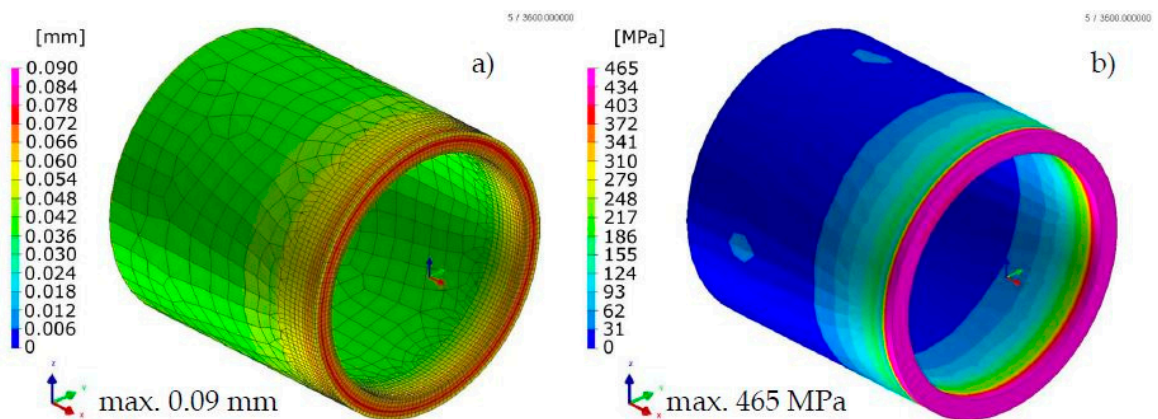 5 / 3600.000000
[mm]
0.090
0.084
0.078
0.072
0.066
0.060
0.054
0.048
0.042
0.036
0.030
0.024
0.018
0.012
0.006
0
a)
z
y
x
max. 0.09 mm
5 / 3600.000000
[MPa]
465
434
403
372
341
310
279
248
217
186
155
124
93
62
31
0
b)
z
y
x
max. 465 MPa